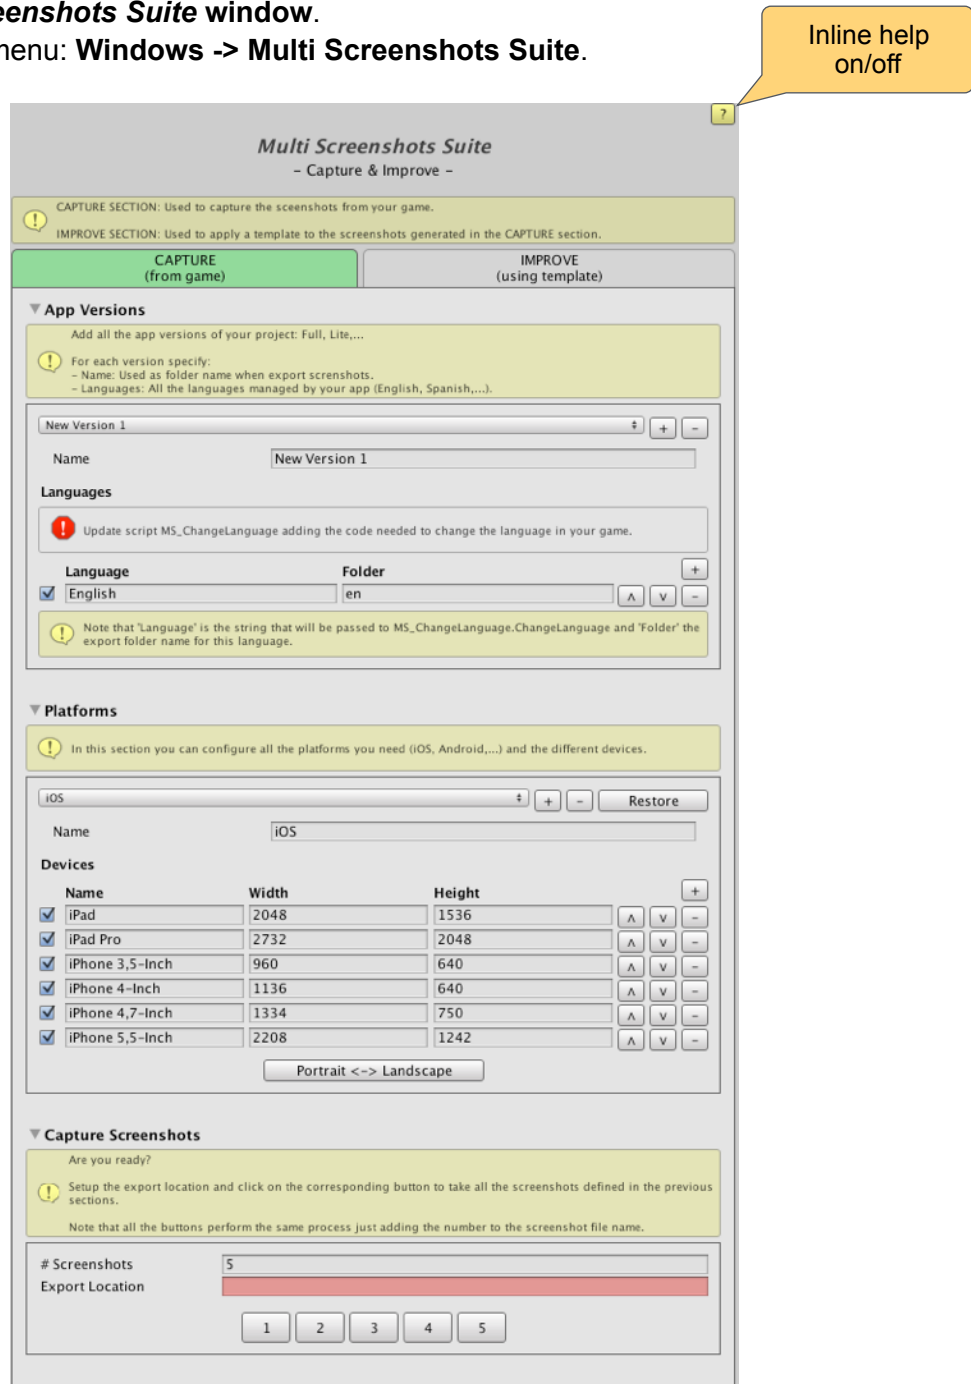 eenshots Suite window.
nenu: Windows -> Multi Screenshots Suite.
Inline help
on/off
?
Multi Screenshots Suite
– Capture & Improve –
CAPTURE SECTION: Used to capture the sceenshots from your game.
IMPROVE SECTION: Used to apply a template to the screenshots generated in the CAPTURE section.
CAPTURE
(from game)
IMPROVE
(using template)
App Versions
Add all the app versions of your project: Full, Lite,...
For each version specify:
– Name: Used as folder name when export screnshots.
– Languages: All the languages managed by your app (English, Spanish,...).
New Version 1 + –
Name New Version 1
Languages
Update script MS_ChangeLanguage adding the code needed to change the language in your game.
Language Folder +
English en ∧ ∨ –
Note that 'Language' is the string that will be passed to MS_ChangeLanguage.ChangeLanguage and 'Folder' the
export folder name for this language.
Platforms
In this section you can configure all the platforms you need (iOS, Android,...) and the different devices.
iOS + – Restore
Name iOS
Devices
Name Width Height +
iPad 2048 1536 ∧ ∨ –
iPad Pro 2732 2048 ∧ ∨ –
iPhone 3,5–Inch 960 640 ∧ ∨ –
iPhone 4–Inch 1136 640 ∧ ∨ –
iPhone 4,7–Inch 1334 750 ∧ ∨ –
iPhone 5,5–Inch 2208 1242 ∧ ∨ –
Portrait <–> Landscape
Capture Screenshots
Are you ready?
Setup the export location and click on the corresponding button to take all the screenshots defined in the previous
sections.
Note that all the buttons perform the same process just adding the number to the screenshot file name.
# Screenshots 5
Export Location
1 2 3 4 5